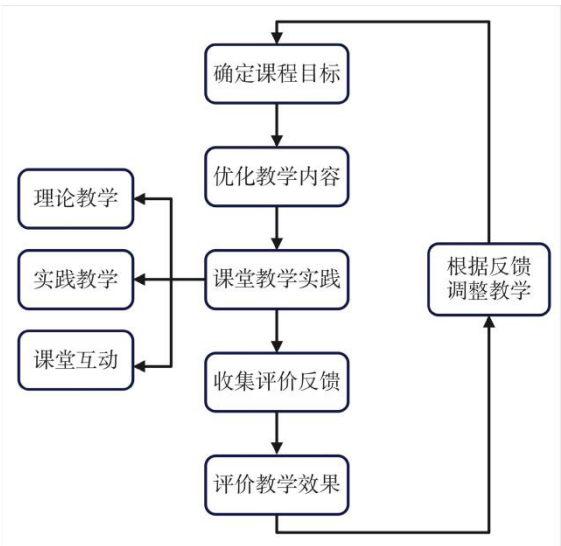 确定课程目标
优化教学内容
理论教学
实践教学
课堂教学实践
根据反馈
调整教学
课堂互动
收集评价反馈
评价教学效果